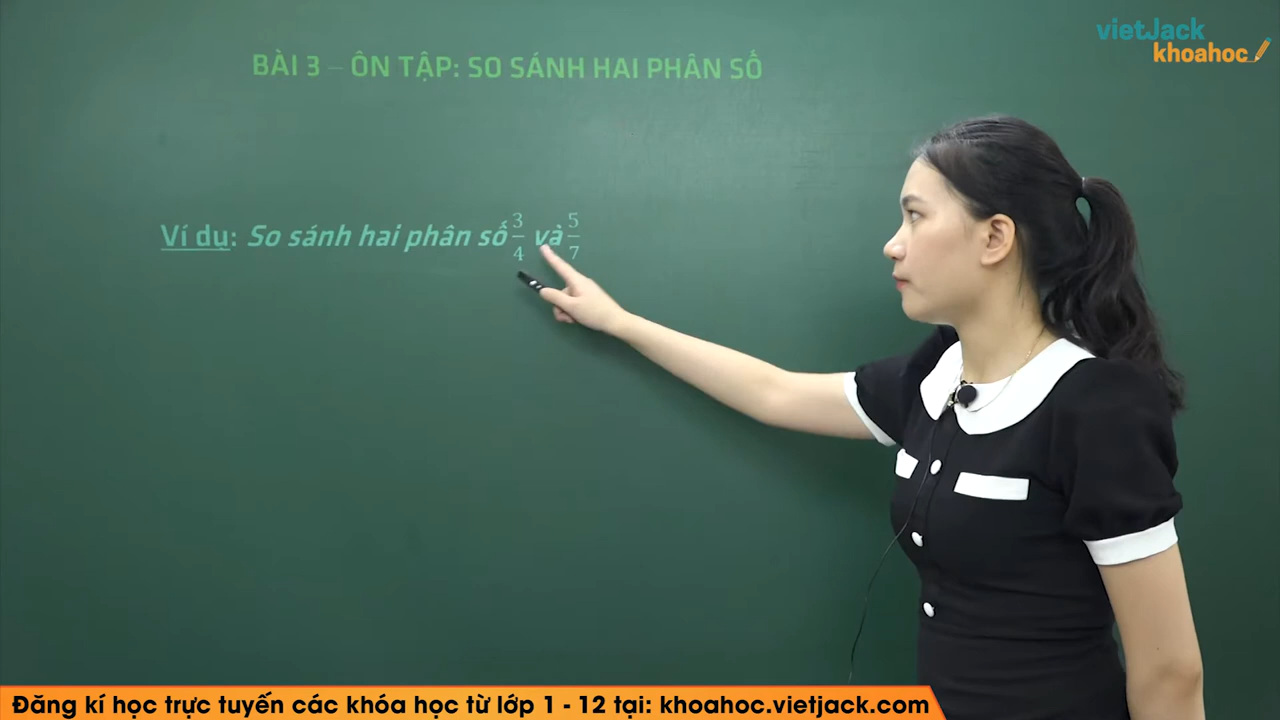 vietJack
khoahoc
BÀI 3 – ÔN TẬP: SO SÁNH HAI PHÂN SỐ
Ví dụ: So sánh hai phân số 3/4 và 5/7
Đăng kí học trực tuyến các khóa học từ lớp 1 - 12 tại: khoahoc.vietjack.com